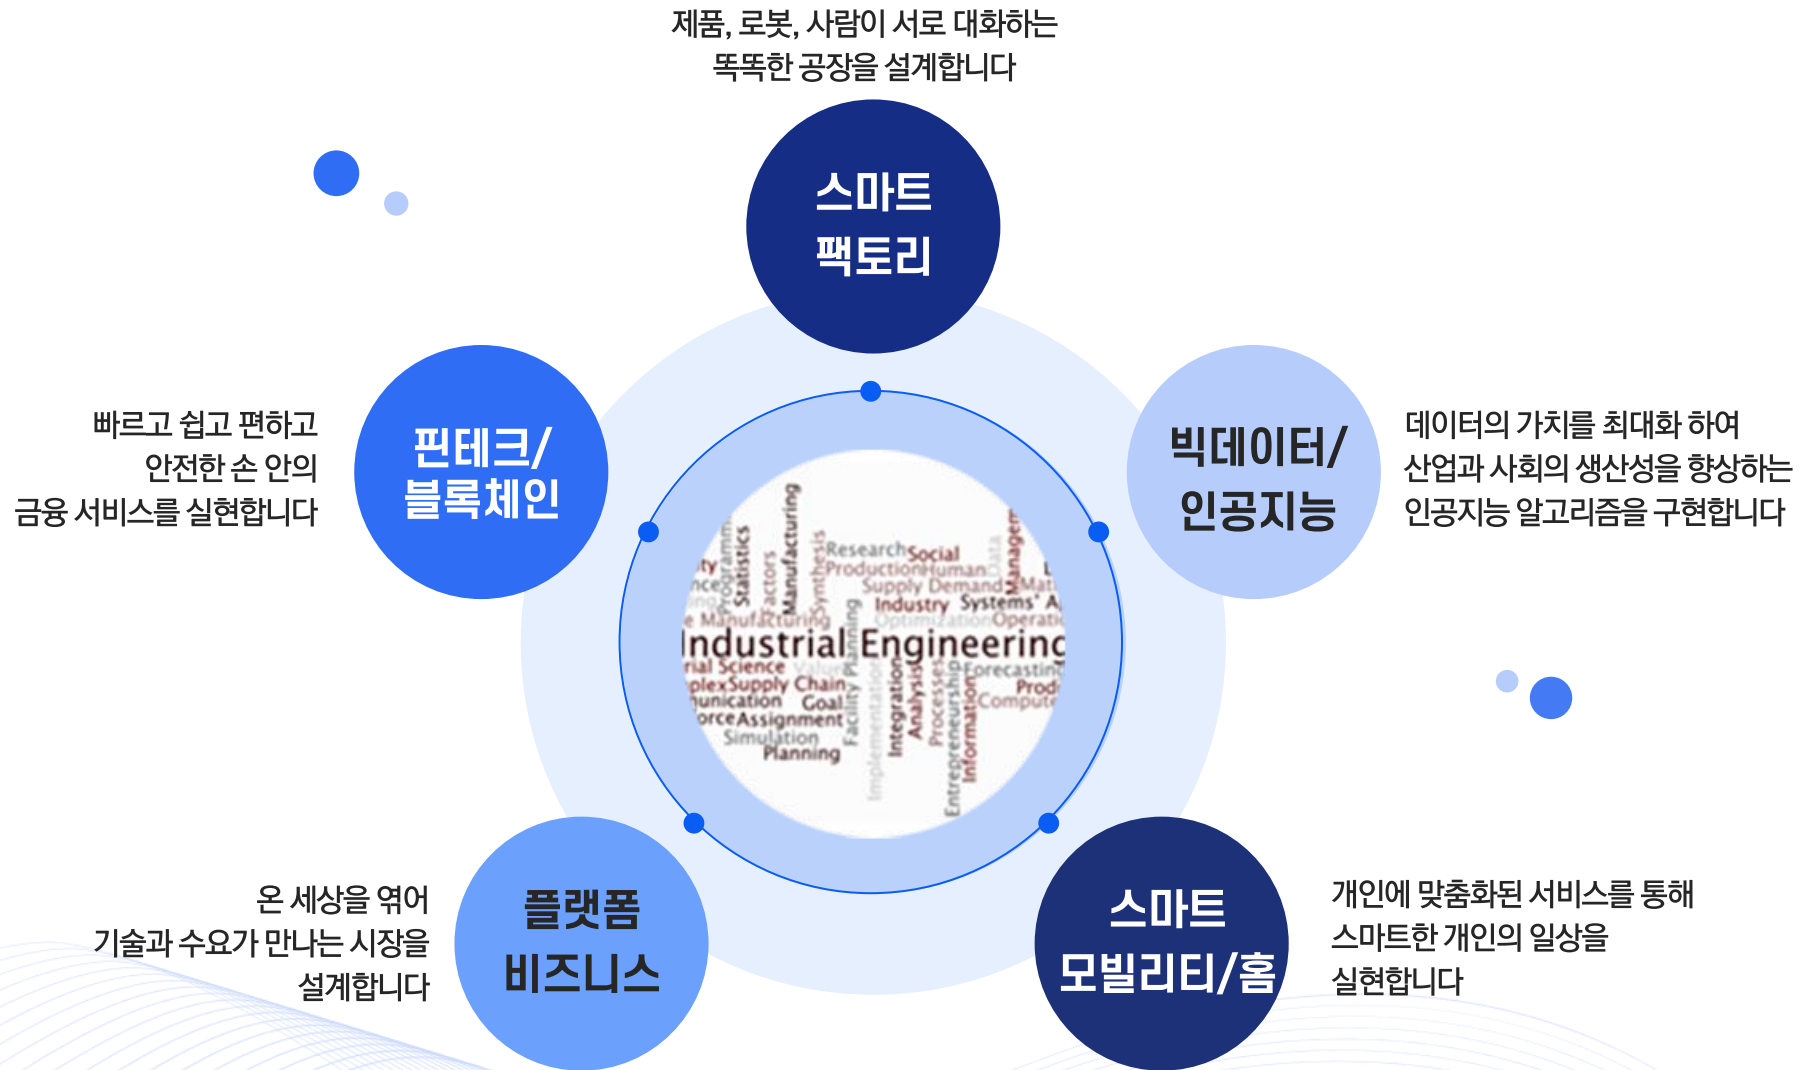 제품, 로봇, 사람이 서로 대화하는
똑똑한 공장을 설계합니다
스마트
팩토리
핀테크/
블록체인
빠르고 쉽고 편하고
안전한 손 안의
금융 서비스를 실현합니다
빅데이터/
인공지능
데이터의 가치를 최대화 하여
산업과 사회의 생산성을 향상하는
인공지능 알고리즘을 구현합니다
Statistics
Factors
Manufacturing
Synthesis
Research
Social
Data
Production
Human
Supply Demand
Industry
Systems'
Manufacturing
Optimization
Industrial Engineering
Science
Value
Supply Chain
Goal
Assignment
Simulation
Planning
Facility Planning
Implementation
Integration
Analysis
Processes
Entrepreneurship
Information
Forecasting
플랫폼
비즈니스
온 세상을 엮어
기술과 수요가 만나는 시장을
설계합니다
스마트
모빌리티/홈
개인에 맞춤화된 서비스를 통해
스마트한 개인의 일상을
실현합니다